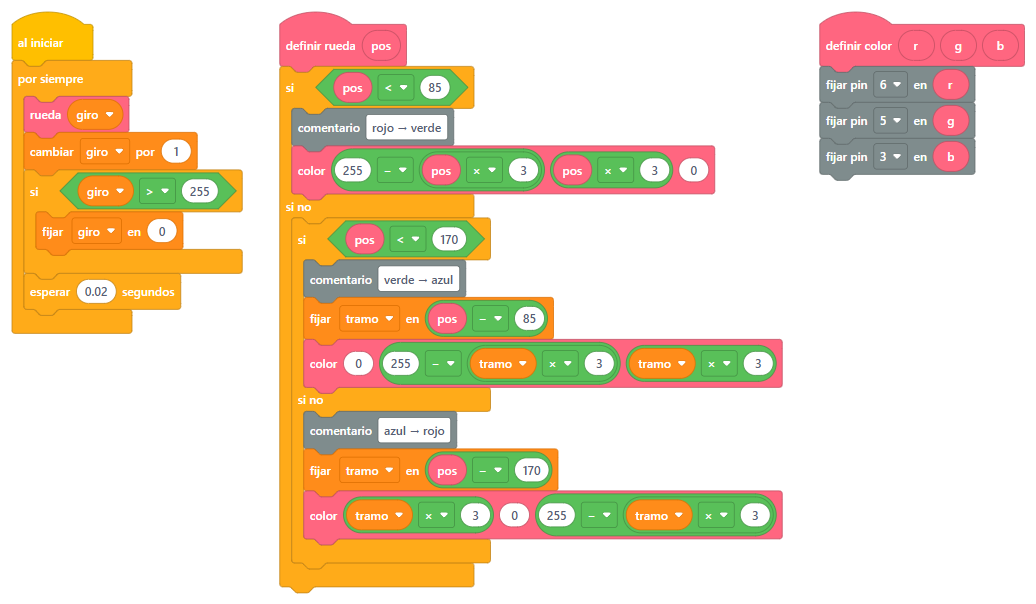 al iniciar
por siempre
rueda giro
cambiar giro por 1
si giro > 255
fijar giro en 0
esperar 0.02 segundos
definir rueda pos
si pos < 85
comentario rojo → verde
color 255 – pos × 3 pos × 3 0
si no
si pos < 170
comentario verde → azul
fijar tramo en pos – 85
color 0 255 – tramo × 3 tramo × 3
si no
comentario azul → rojo
fijar tramo en pos – 170
color tramo × 3 0 255 – tramo × 3
definir color r g b
fijar pin 6 en r
fijar pin 5 en g
fijar pin 3 en b